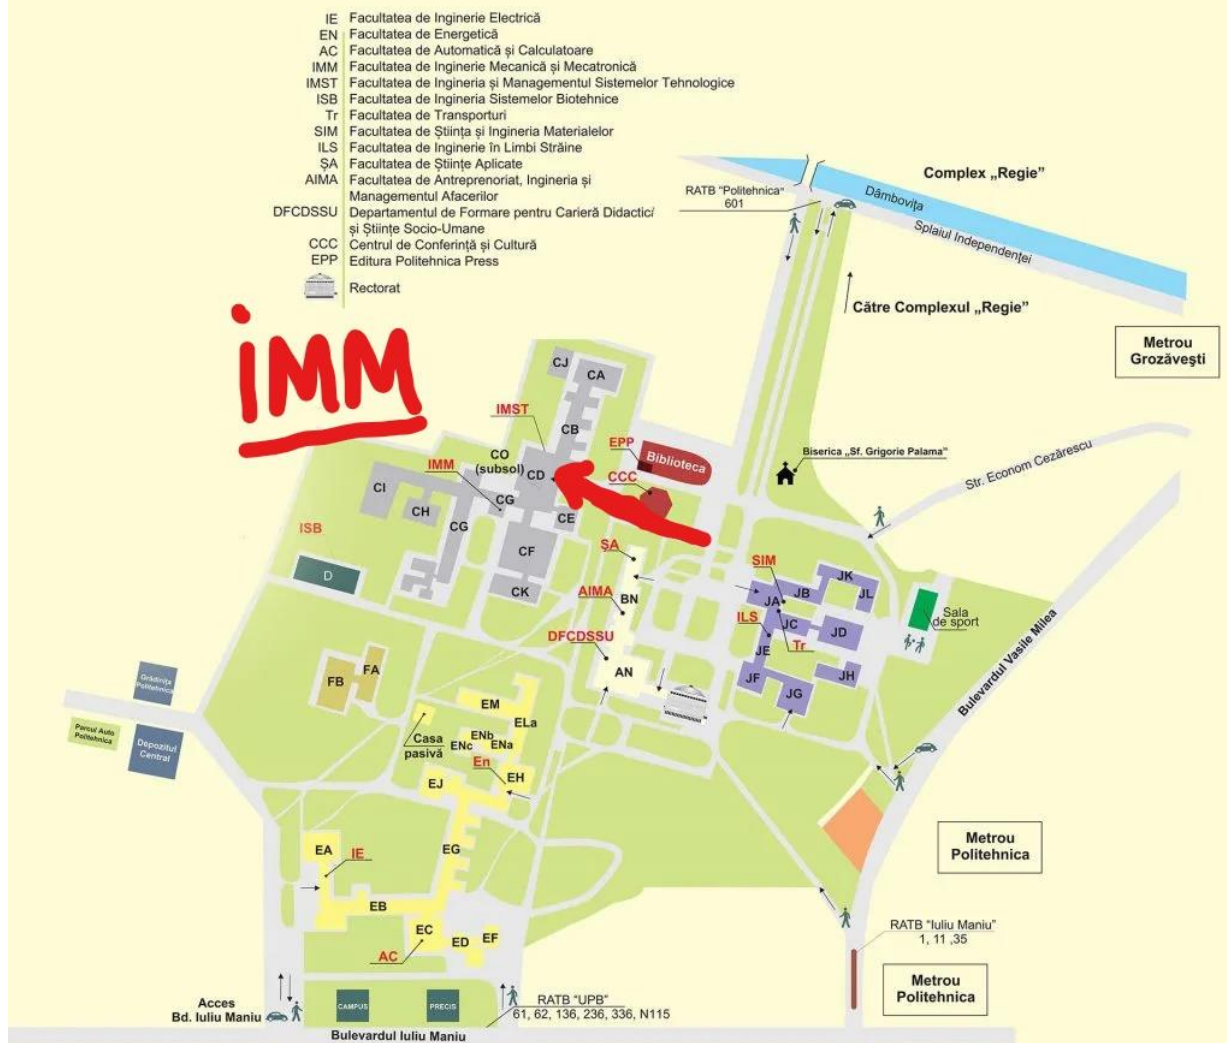 IE Facultatea de Inginerie Electrică
EN Facultatea de Energetică
AC Facultatea de Automatică și Calculatoare
IMM Facultatea de Inginerie Mecanică și Mecatronică
IMST Facultatea de Ingineria și Managementul Sistemelor Tehnologice
ISB Facultatea de Ingineria Sistemelor Biotehnice
Tr Facultatea de Transporturi
SIM Facultatea de Știința și Ingineria Materialelor
ILS Facultatea de Inginerie în Limbi Străine
ȘA Facultatea de Științe Aplicate
AIMA Facultatea de Antreprenoriat, Ingineria și
Managementul Afacerilor
DFCDSSU Departamentul de Formare pentru Carieră Didactic
și Științe Socio-Umane
CCC Centrul de Conferință și Cultură
EPP Editura Politehnica Press
Rectorat
Complex „Regie”
RATB "Politehnica"
601
Dâmbovița
Splaiul Independenței
Către Complexul „Regie”
Metrou
Grozăvești
IMM
CJ
CA
IMST
CB
EPP
Biblioteca
Biserica „Sf. Grigorie Palama”
Str. Econom Cezărescu
CO
(subsol)
IMM
CD
CCC
CI
CG
CH
CG
CE
ISB
CF
ȘA
D
CK
SIM
JK
JB
JL
JA
AIMA
BN
ILS
JC
JD
Tr
JE
Sala
de sport
DFCDSSU
AN
JF
JG
JH
Bulevardul Vasile Milea
FB
FA
Grădinița
Politehnica
Parcul Auto
Politehnica
Depozitul
Central
EM
ELa
Casa
pasivă
ENb
ENc
ENa
En
EH
EJ
EA
IE
EG
Metrou
Politehnica
EB
EC
ED
EF
AC
RATB "Iuliu Maniu"
1, 11 ,35
Metrou
Politehnica
Acces
Bd. Iuliu Maniu
CAMPUS
PRECIS
RATB "UPB"
61, 62, 136, 236, 336, N115
Bulevardul Iuliu Maniu